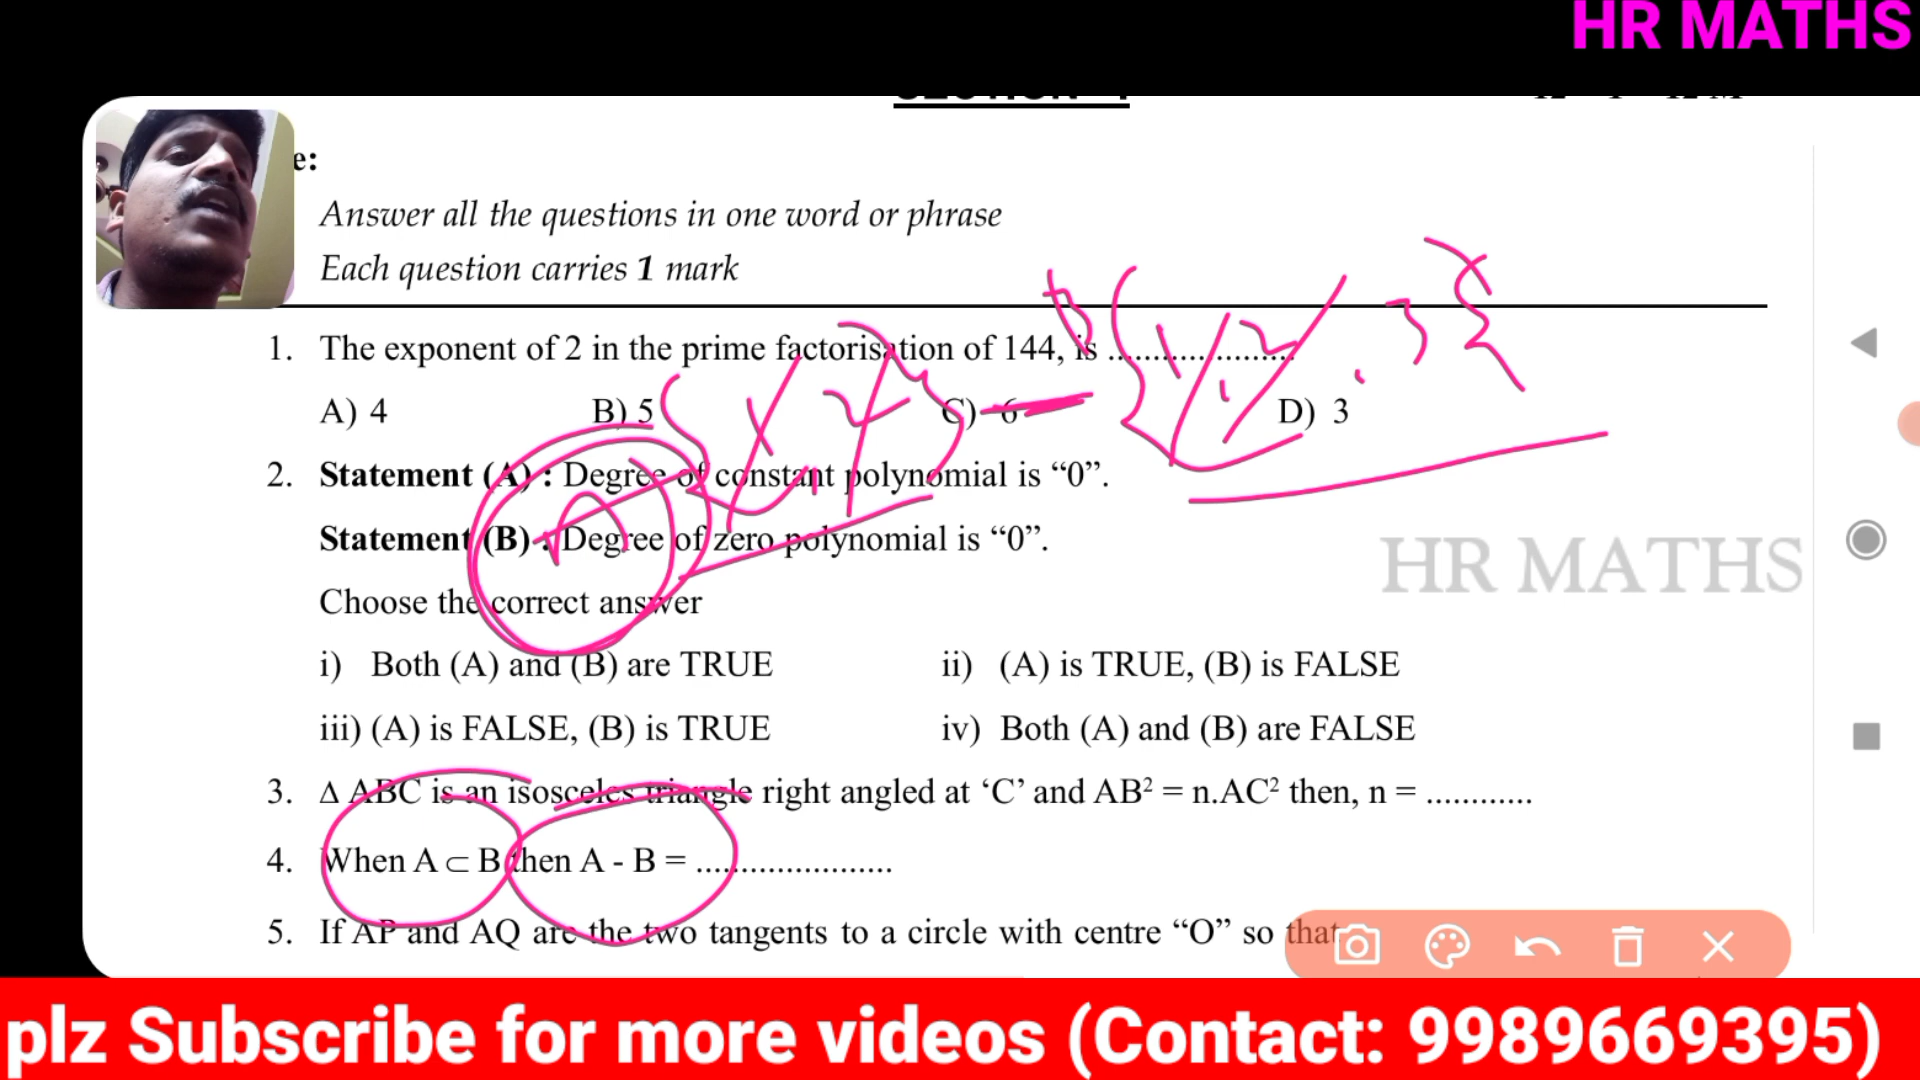 HR MATHS
e:
Answer all the questions in one word or phrase
Each question carries 1 mark
1. The exponent of 2 in the prime factorisation of 144, is ....................
A) 4 B) 5 C) 6 D) 3
2. Statement (A) : Degree of constant polynomial is “0”.
Statement (B) : Degree of zero polynomial is “0”.
Choose the correct answer
i) Both (A) and (B) are TRUE ii) (A) is TRUE, (B) is FALSE
iii) (A) is FALSE, (B) is TRUE iv) Both (A) and (B) are FALSE
3. Δ ABC is an isosceles triangle right angled at ‘C’ and AB² = n.AC² then, n = ............
4. When A ⊂ B then A - B = .....................
5. If AP and AQ are the two tangents to a circle with centre “O” so that
HR MATHS
{1, 2} - {1, 2, 3}
plz Subscribe for more videos (Contact: 9989669395)